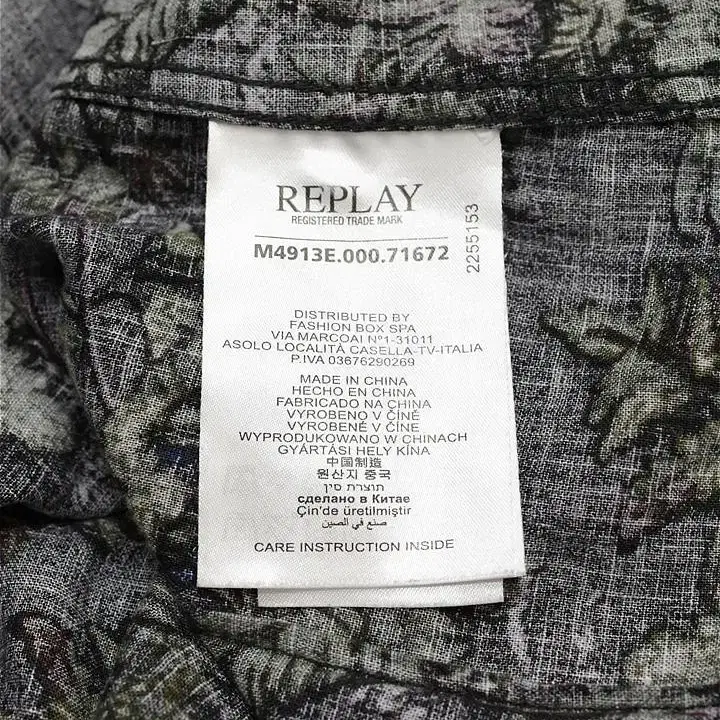 REPLAY
REGISTERED TRADE MARK
M4913E.000.71672
2255153
DISTRIBUTED BY
FASHION BOX SPA
VIA MARCOAI Nº1-31011
ASOLO LOCALITÀ CASELLA-TV-ITALIA
P.IVA 03676290269
MADE IN CHINA
HECHO EN CHINA
FABRICADO NA CHINA
VYROBENO V ČÍNĚ
VYROBENÉ V ČÍNE
WYPRODUKOWANO W CHINACH
GYÁRTÁSI HELY KÍNA
中国制造
원산지 중국
תוצרת סין
сделано в Китае
Çin'de üretilmiştir
صنع في الصين
CARE INSTRUCTION INSIDE